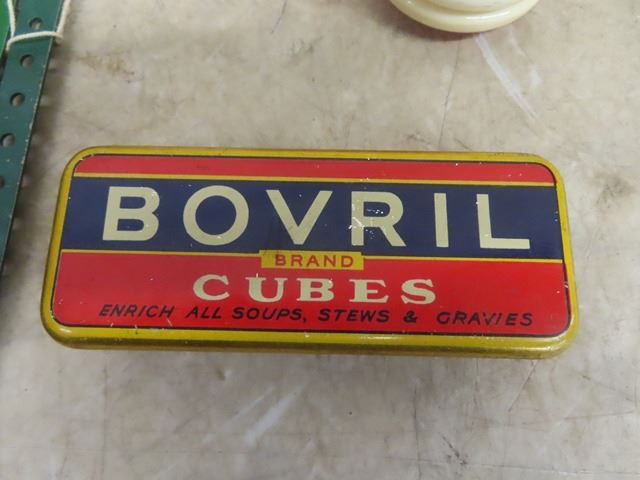 BOVRIL
BRAND
CUBES
ENRICH ALL SOUPS, STEWS & GRAVIES